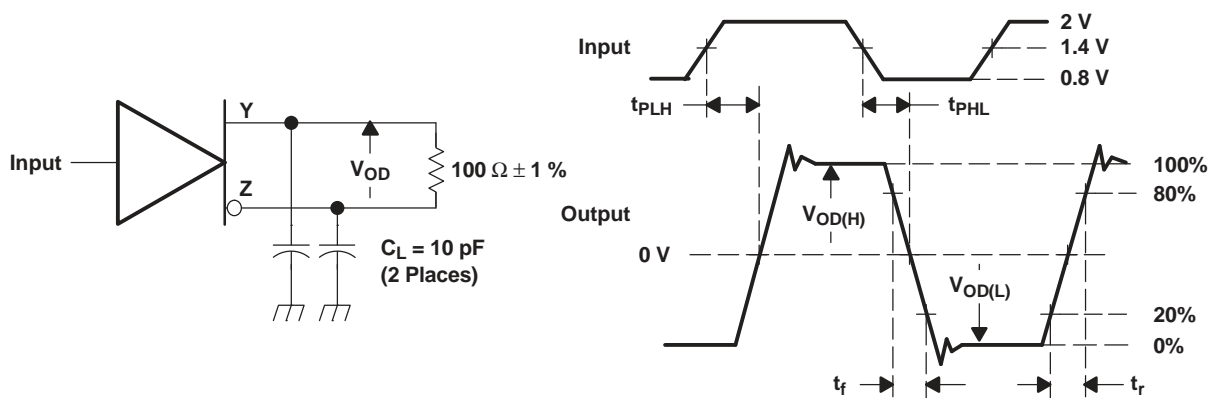 Input
Y
Z
V_OD
100 Ω ± 1 %
C_L = 10 pF
(2 Places)
Input
2 V
1.4 V
0.8 V
t_PLH
t_PHL
Output
0 V
V_OD(H)
V_OD(L)
100%
80%
20%
0%
t_f
t_r